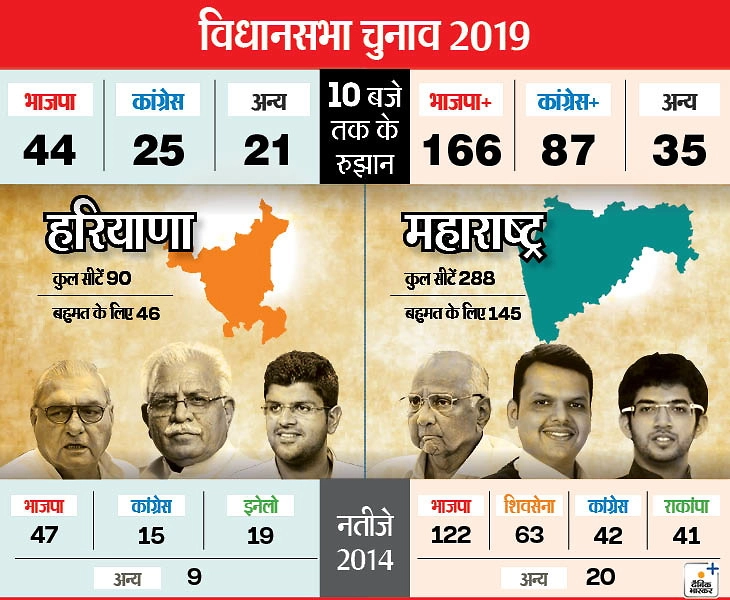 विधानसभा चुनाव 2019
भाजपा कांग्रेस अन्य
44 25 21
10 बजे
तक के
रुझान
भाजपा+ कांग्रेस+ अन्य
166 87 35
हरियाणा
कुल सीटें 90
बहुमत के लिए 46
महाराष्ट्र
कुल सीटें 288
बहुमत के लिए 145
भाजपा कांग्रेस इनेलो
47 15 19
अन्य 9
नतीजे
2014
भाजपा शिवसेना कांग्रेस राकांपा
122 63 42 41
अन्य 20
दैनिक
भास्कर
+